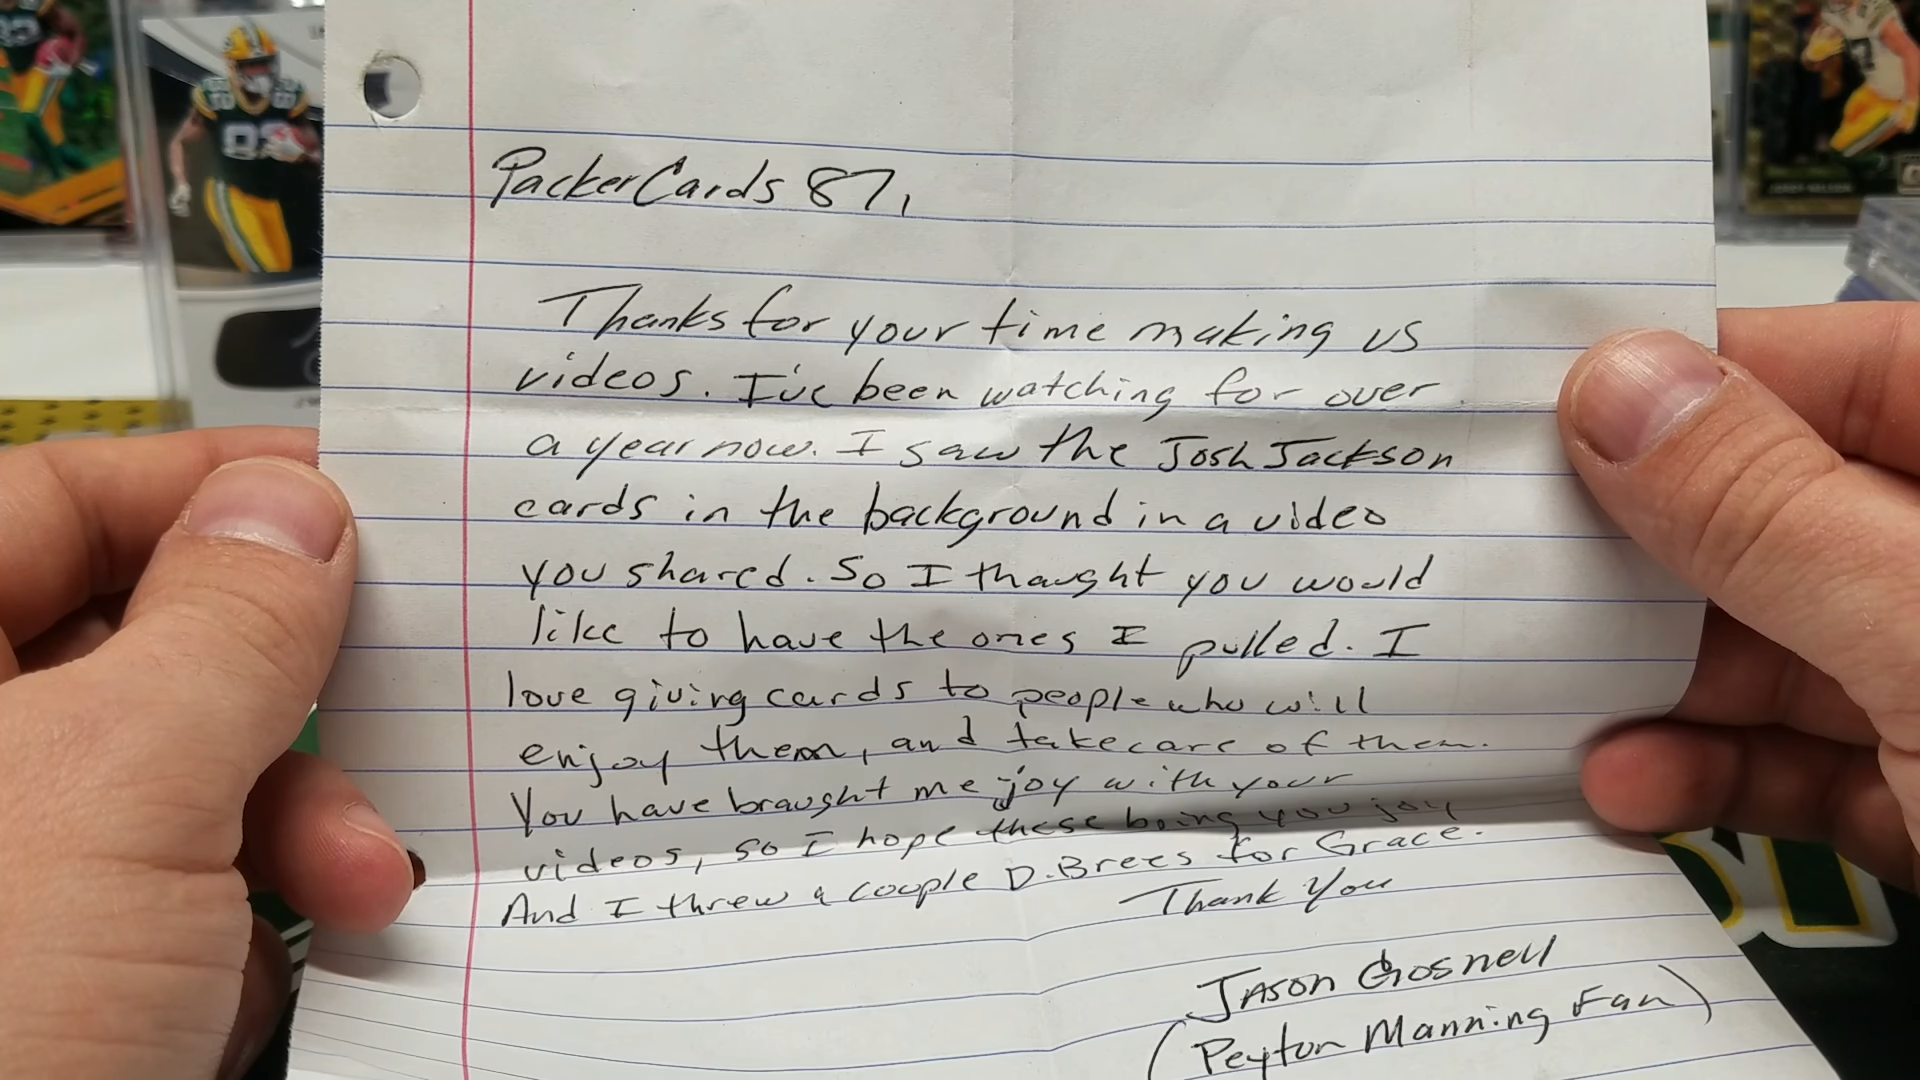 PackerCards 87,
Thanks for your time making us
videos. I've been watching for over
a year now. I saw the Josh Jackson
cards in the background in a video
you shared. So I thaught you would
like to have the ones I pulled. I
love giving cards to people who will
enjoy them, and take care of them.
You have braught me joy with your
videos, so I hope these bring you joy
And I threw a couple D. Brees for Grace.
Thank You
Jason Gosnell
(Peyton Manning Fan)